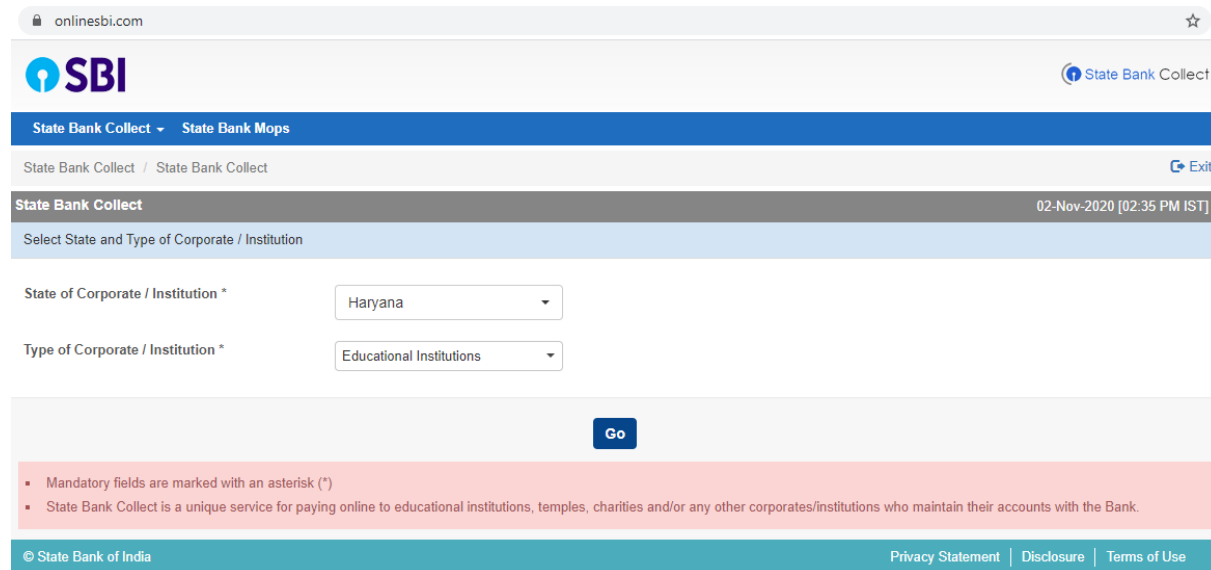 onlinesbi.com
SBI
State Bank Collect
State Bank Collect State Bank Mops
State Bank Collect / State Bank Collect Exit
State Bank Collect 02-Nov-2020 [02:35 PM IST]
Select State and Type of Corporate / Institution
State of Corporate / Institution * Haryana
Type of Corporate / Institution * Educational Institutions
Go
Mandatory fields are marked with an asterisk (*)
State Bank Collect is a unique service for paying online to educational institutions, temples, charities and/or any other corporates/institutions who maintain their accounts with the Bank.
© State Bank of India Privacy Statement | Disclosure | Terms of Use